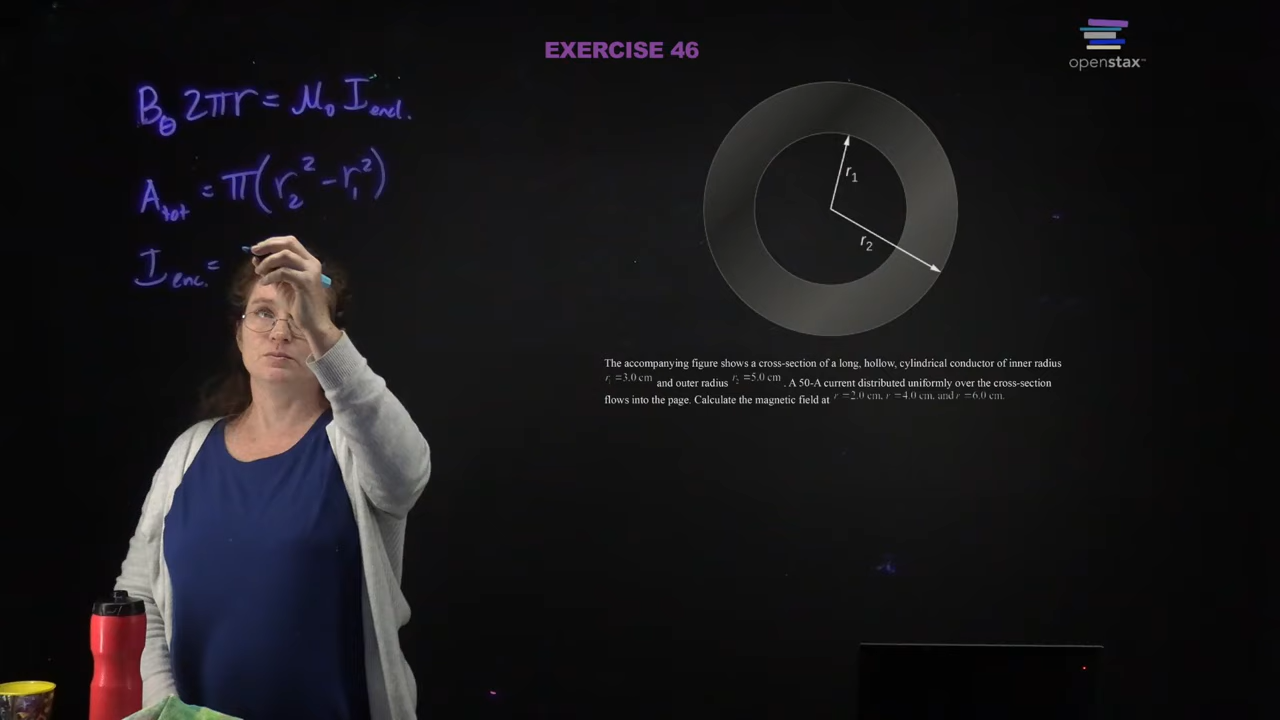 EXERCISE 46
openstax™
B_θ 2πr = μ₀ I_encl.
A_tot = π(r₂² - r₁²)
I_enc. =
r₁
r₂
The accompanying figure shows a cross-section of a long, hollow, cylindrical conductor of inner radius
r₁ =3.0 cm and outer radius r₂ =5.0 cm . A 50-A current distributed uniformly over the cross-section
flows into the page. Calculate the magnetic field at r =2.0 cm, r =4.0 cm, and r =6.0 cm.